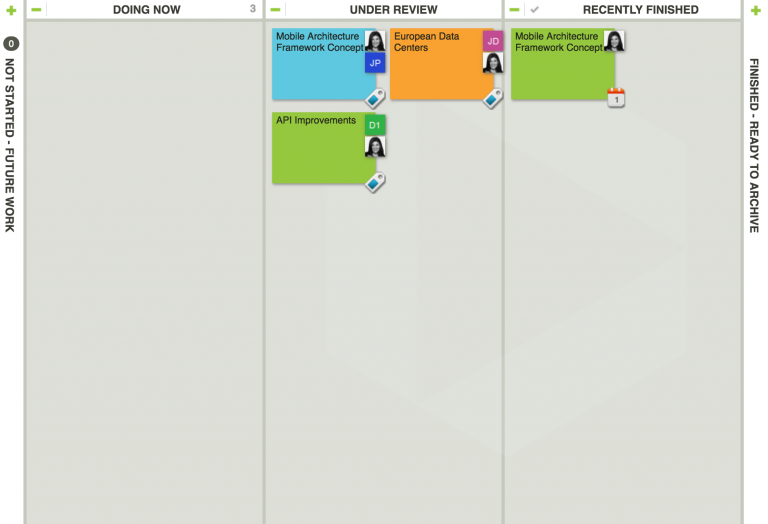 DOING NOW
3
UNDER REVIEW
RECENTLY FINISHED
0
NOT STARTED - FUTURE WORK
Mobile Architecture
Framework Concept
JP
European Data
Centers
JD
API Improvements
D1
Mobile Architecture
Framework Concept
1
FINISHED - READY TO ARCHIVE